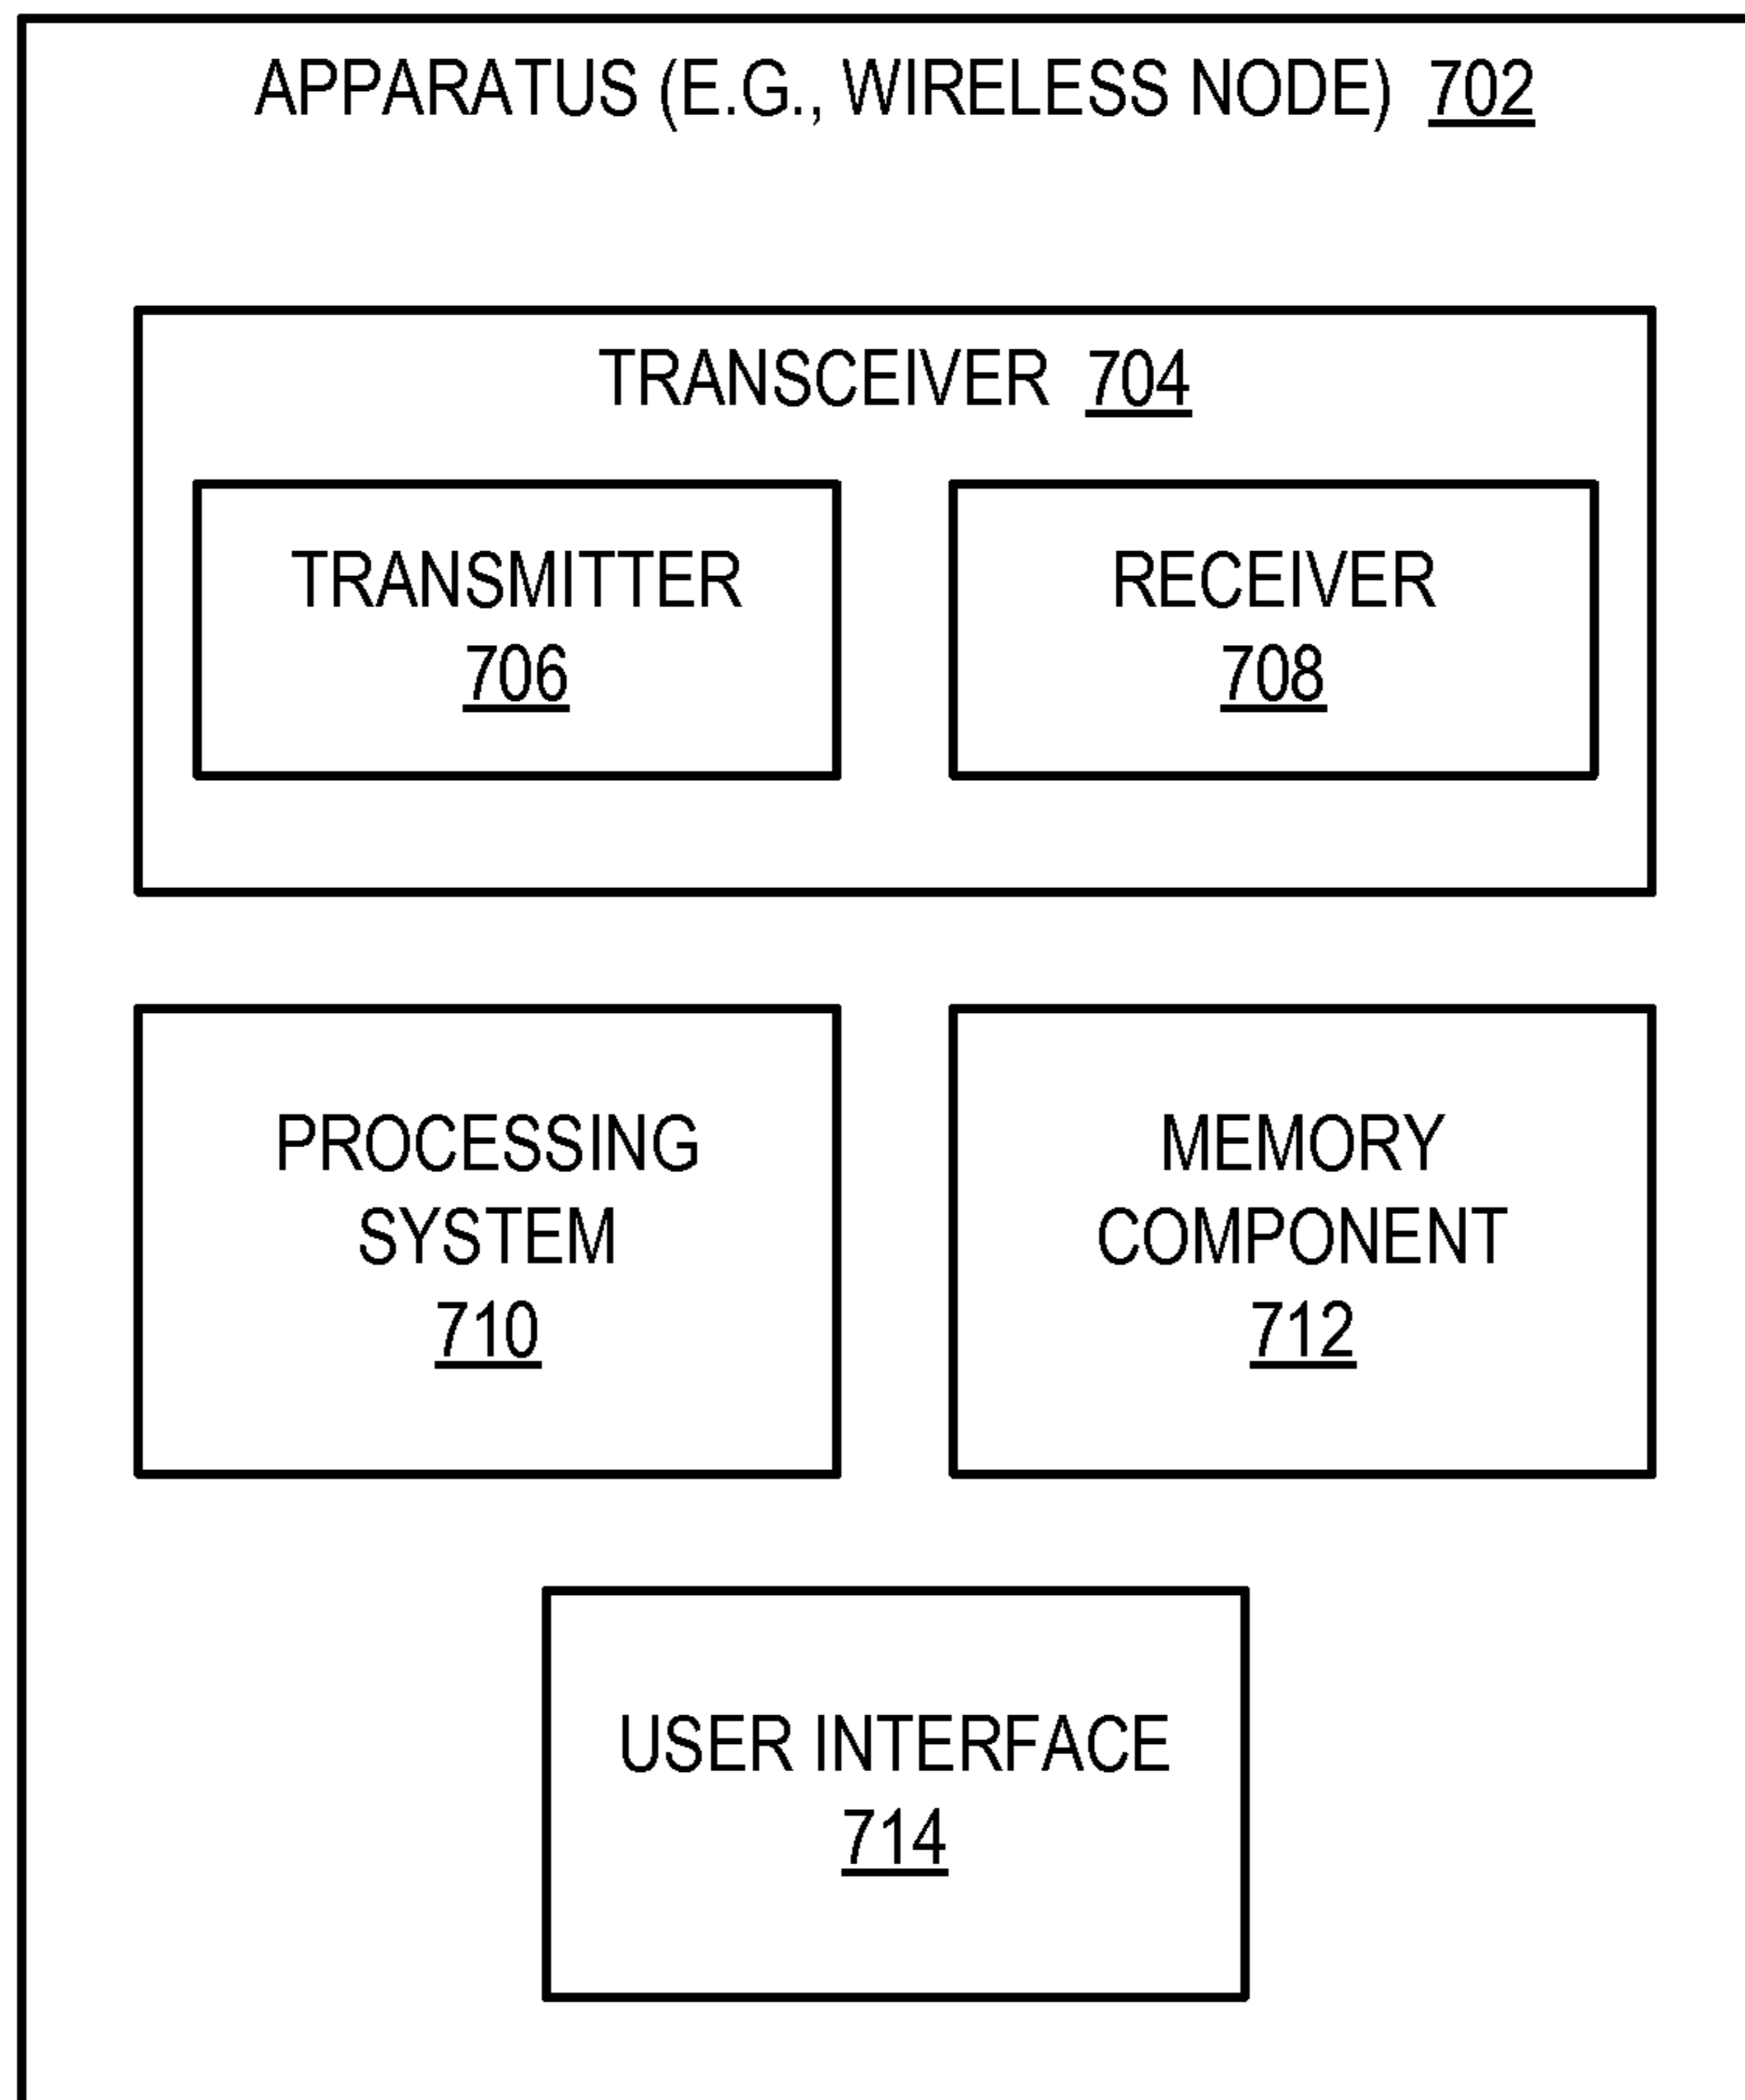 APPARATUS (E.G., WIRELESS NODE) 702
TRANSCEIVER 704
TRANSMITTER
706
RECEIVER
708
PROCESSING
SYSTEM
710
MEMORY
COMPONENT
712
USER INTERFACE
714